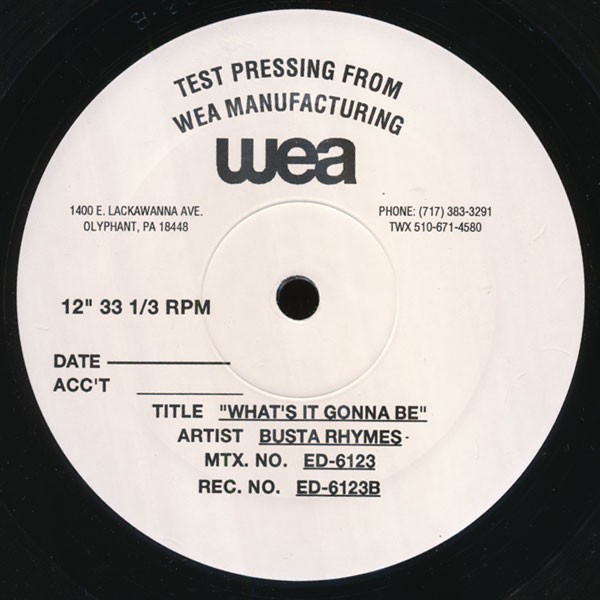 TEST PRESSING FROM
WEA MANUFACTURING
wea
1400 E. LACKAWANNA AVE.
OLYPHANT, PA 18448
PHONE: (717) 383-3291
TWX 510-671-4580
12" 33 1/3 RPM
DATE
ACC'T
TITLE "WHAT'S IT GONNA BE"
ARTIST BUSTA RHYMES
MTX. NO. ED-6123
REC. NO. ED-6123B